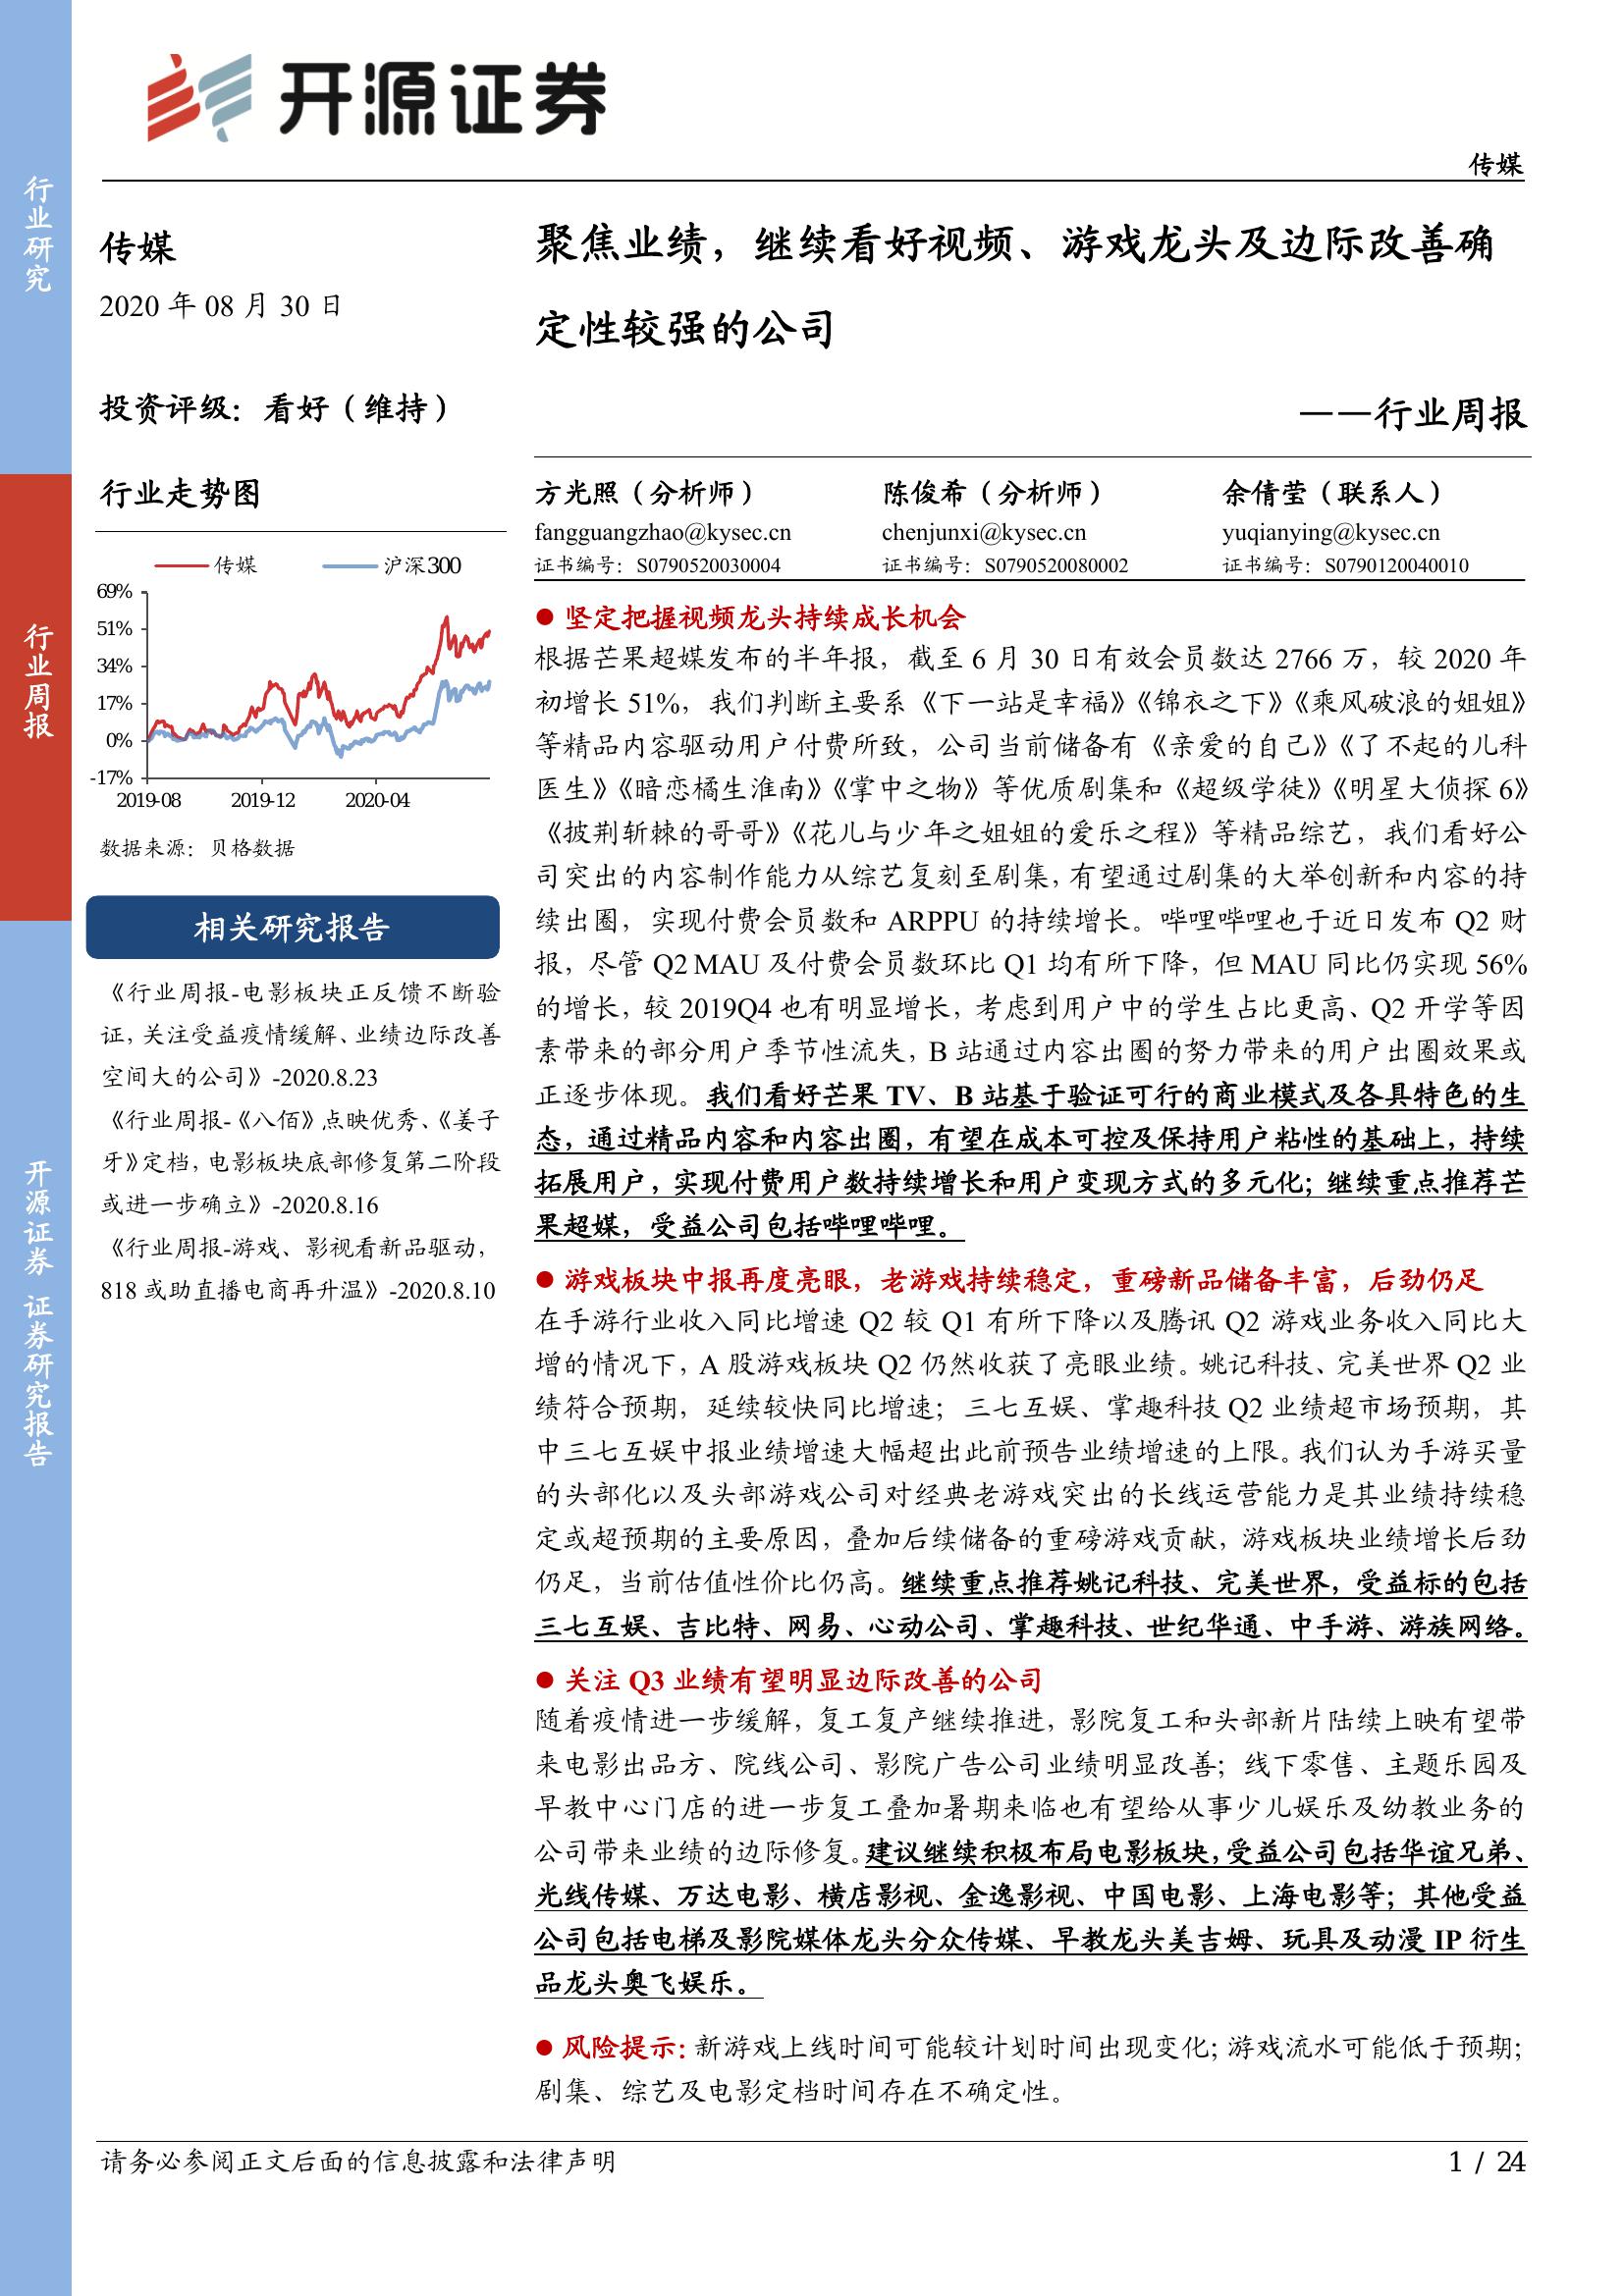 开源证券
传媒
行业研究
行业周报
开源证券 证券研究报告
传媒
2020 年 08 月 30 日
投资评级：看好（维持）
行业走势图
传媒 沪深300
69%
51%
34%
17%
0%
-17%
2019-08 2019-12 2020-04
数据来源：贝格数据
相关研究报告
《行业周报-电影板块正反馈不断验
证，关注受益疫情缓解、业绩边际改善
空间大的公司》-2020.8.23
《行业周报-《八佰》点映优秀、《姜子
牙》定档，电影板块底部修复第二阶段
或进一步确立》-2020.8.16
《行业周报-游戏、影视看新品驱动，
818 或助直播电商再升温》-2020.8.10
聚焦业绩，继续看好视频、游戏龙头及边际改善确
定性较强的公司
——行业周报
方光照（分析师） 陈俊希（分析师） 余倩莹（联系人）
fangguangzhao@kysec.cn chenjunxi@kysec.cn yuqianying@kysec.cn
证书编号：S0790520030004 证书编号：S0790520080002 证书编号：S0790120040010
● 坚定把握视频龙头持续成长机会
根据芒果超媒发布的半年报，截至 6 月 30 日有效会员数达 2766 万，较 2020 年
初增长 51%，我们判断主要系《下一站是幸福》《锦衣之下》《乘风破浪的姐姐》
等精品内容驱动用户付费所致，公司当前储备有《亲爱的自己》《了不起的儿科
医生》《暗恋橘生淮南》《掌中之物》等优质剧集和《超级学徒》《明星大侦探 6》
《披荆斩棘的哥哥》《花儿与少年之姐姐的爱乐之程》等精品综艺，我们看好公
司突出的内容制作能力从综艺复刻至剧集，有望通过剧集的大举创新和内容的持
续出圈，实现付费会员数和 ARPPU 的持续增长。哔哩哔哩也于近日发布 Q2 财
报，尽管 Q2 MAU 及付费会员数环比 Q1 均有所下降，但 MAU 同比仍实现 56%
的增长，较 2019Q4 也有明显增长，考虑到用户中的学生占比更高、Q2 开学等因
素带来的部分用户季节性流失，B 站通过内容出圈的努力带来的用户出圈效果或
正逐步体现。我们看好芒果 TV、B 站基于验证可行的商业模式及各具特色的生
态，通过精品内容和内容出圈，有望在成本可控及保持用户粘性的基础上，持续
拓展用户，实现付费用户数持续增长和用户变现方式的多元化；继续重点推荐芒
果超媒，受益公司包括哔哩哔哩。
● 游戏板块中报再度亮眼，老游戏持续稳定，重磅新品储备丰富，后劲仍足
在手游行业收入同比增速 Q2 较 Q1 有所下降以及腾讯 Q2 游戏业务收入同比大
增的情况下，A 股游戏板块 Q2 仍然收获了亮眼业绩。姚记科技、完美世界 Q2 业
绩符合预期，延续较快同比增速；三七互娱、掌趣科技 Q2 业绩超市场预期，其
中三七互娱中报业绩增速大幅超出此前预告业绩增速的上限。我们认为手游买量
的头部化以及头部游戏公司对经典老游戏突出的长线运营能力是其业绩持续稳
定或超预期的主要原因，叠加后续储备的重磅游戏贡献，游戏板块业绩增长后劲
仍足，当前估值性价比仍高。继续重点推荐姚记科技、完美世界，受益标的包括
三七互娱、吉比特、网易、心动公司、掌趣科技、世纪华通、中手游、游族网络。
● 关注 Q3 业绩有望明显边际改善的公司
随着疫情进一步缓解，复工复产继续推进，影院复工和头部新片陆续上映有望带
来电影出品方、院线公司、影院广告公司业绩明显改善；线下零售、主题乐园及
早教中心门店的进一步复工叠加暑期来临也有望给从事少儿娱乐及幼教业务的
公司带来业绩的边际修复。建议继续积极布局电影板块，受益公司包括华谊兄弟、
光线传媒、万达电影、横店影视、金逸影视、中国电影、上海电影等；其他受益
公司包括电梯及影院媒体龙头分众传媒、早教龙头美吉姆、玩具及动漫 IP 衍生
品龙头奥飞娱乐。
● 风险提示：新游戏上线时间可能较计划时间出现变化；游戏流水可能低于预期；
剧集、综艺及电影定档时间存在不确定性。
请务必参阅正文后面的信息披露和法律声明
1 / 24